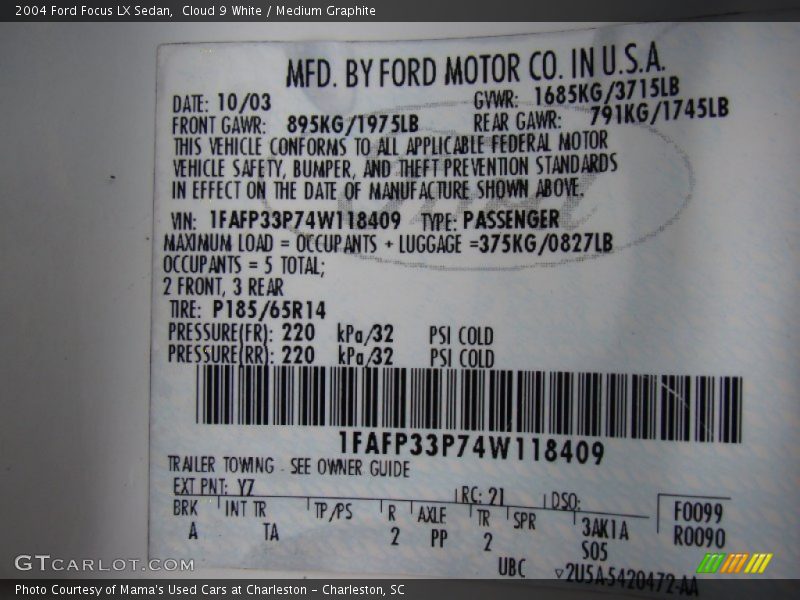 2004 Ford Focus LX Sedan,  Cloud 9 White / Medium Graphite
MFD. BY FORD MOTOR CO. IN U.S.A.
DATE: 10/03 GVWR: 1685KG/3715LB
FRONT GAWR: 895KG/1975LB REAR GAWR: 791KG/1745LB
THIS VEHICLE CONFORMS TO ALL APPLICABLE FEDERAL MOTOR
VEHICLE SAFETY, BUMPER, AND THEFT PREVENTION STANDARDS
IN EFFECT ON THE DATE OF MANUFACTURE SHOWN ABOVE.
VIN: 1FAFP33P74W118409 TYPE: PASSENGER
MAXIMUM LOAD = OCCUPANTS + LUGGAGE =375KG/0827LB
OCCUPANTS = 5 TOTAL;
2 FRONT, 3 REAR
TIRE: P185/65R14
PRESSURE(FR): 220 kPa/32 PSI COLD
PRESSURE(RR): 220 kPa/32 PSI COLD
1FAFP33P74W118409
TRAILER TOWING - SEE OWNER GUIDE
EXT PNT: YZ RC: 21 DSO:
BRK INT TR TP/PS R AXLE TR SPR 3AK1A F0099
A TA 2 PP 2 S05 R0090
UBC ▽2U5A-5420472-AA
GTCARLOT.COM
Photo Courtesy of Mama's Used Cars at Charleston - Charleston, SC